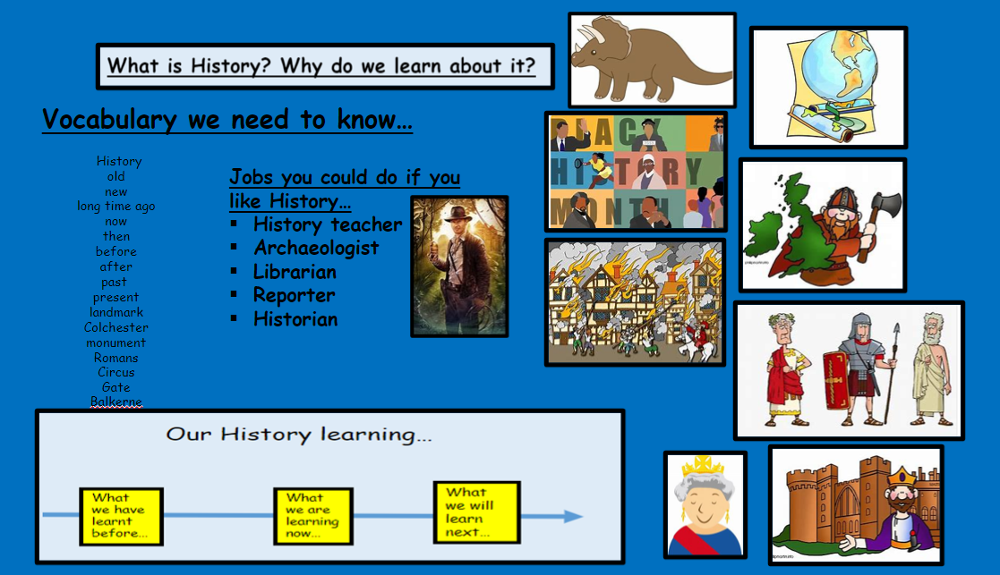 What is History? Why do we learn about it?
Vocabulary we need to know...
History
old
new
long time ago
now
then
before
after
past
present
landmark
Colchester
monument
Romans
Circus
Gate
Balkerne
Jobs you could do if you
like History...
▪ History teacher
▪ Archaeologist
▪ Librarian
▪ Reporter
▪ Historian
BLACK
HISTORY
MONTH
Our History learning...
What
we have
learnt
before...
What
we are
learning
now...
What
we will
learn
next...